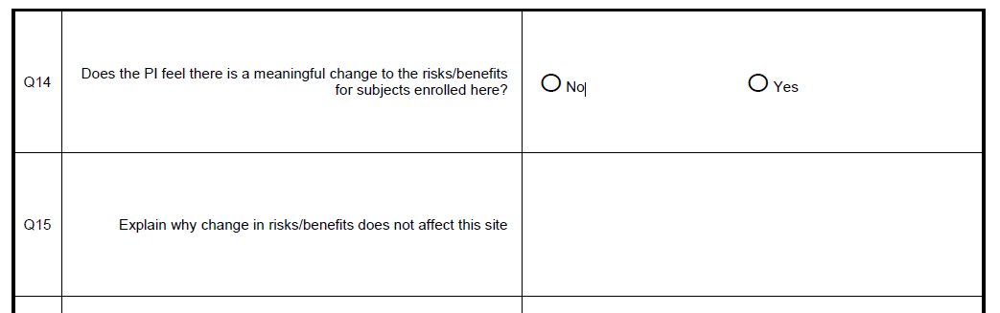 Q14
Does the PI feel there is a meaningful change to the risks/benefits
for subjects enrolled here?
No
Yes
Q15
Explain why change in risks/benefits does not affect this site